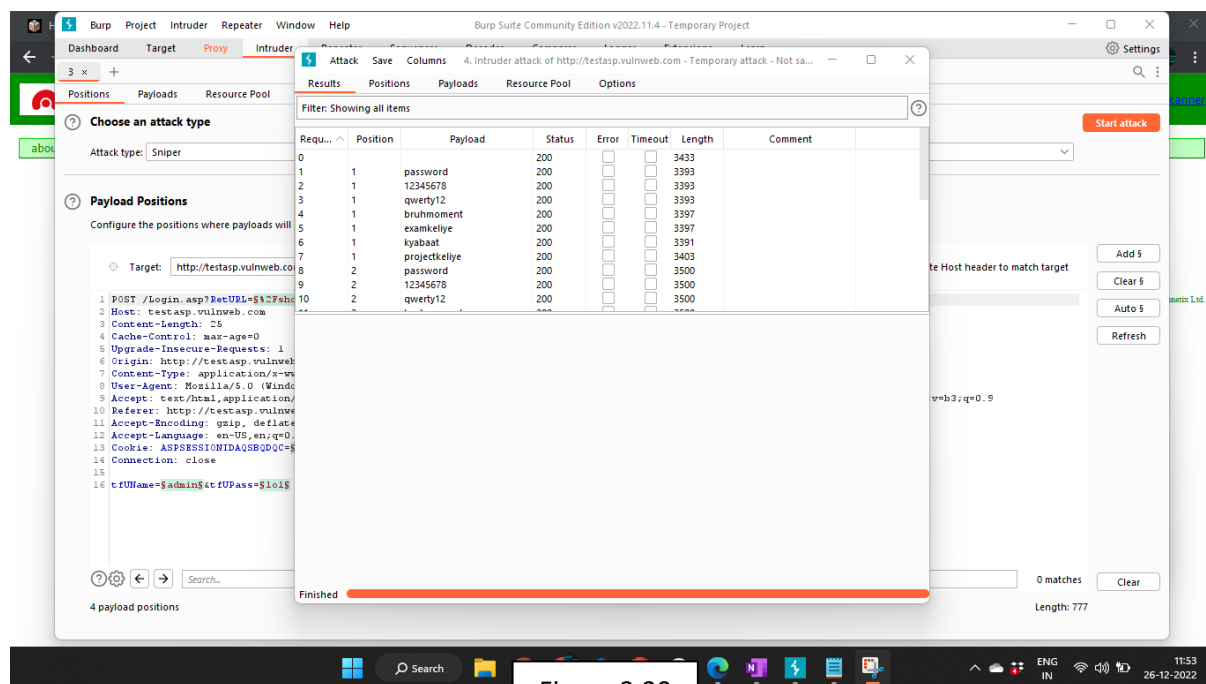 Burp Project Intruder Repeater Window Help
Burp Suite Community Edition v2022.11.4 - Temporary Project
Dashboard Target Proxy Intruder
Settings
3 × +
Positions Payloads Resource Pool
Choose an attack type
Start attack
Attack type: Sniper
Payload Positions
Configure the positions where payloads will
Target: http://testasp.vulnweb.co
te Host header to match target
Add §
Clear §
Auto §
Refresh
1 POST /Login.asp?RetURL=§%2Fsho
2 Host: testasp.vulnweb.com
3 Content-Length: 25
4 Cache-Control: max-age=0
5 Upgrade-Insecure-Requests: 1
6 Origin: http://testasp.vulnweb
7 Content-Type: application/x-ww
8 User-Agent: Mozilla/5.0 (Windo
9 Accept: text/html,application/
v=b3;q=0.9
10 Referer: http://testasp.vulnwe
11 Accept-Encoding: gzip, deflate
12 Accept-Language: en-US,en;q=0.
13 Cookie: ASPSESSIONIDAQSBQDQC=§
14 Connection: close
15
16 tfUName=§admin§&tfUPass=§lol§
Search...
0 matches
Clear
4 payload positions
Length: 777
Attack Save Columns 4. Intruder attack of http://testasp.vulnweb.com - Temporary attack - Not sa...
Results Positions Payloads Resource Pool Options
Filter: Showing all items
Requ... Position Payload Status Error Timeout Length Comment
0 200 3433
1 1 password 200 3393
2 1 12345678 200 3393
3 1 qwerty12 200 3393
4 1 bruhmoment 200 3397
5 1 examkeliye 200 3397
6 1 kyabaat 200 3391
7 1 projectkeliye 200 3403
8 2 password 200 3500
9 2 12345678 200 3500
10 2 qwerty12 200 3500
Finished
abou
canner
netix Ltd.
Search
ENG
IN
11:53
26-12-2022